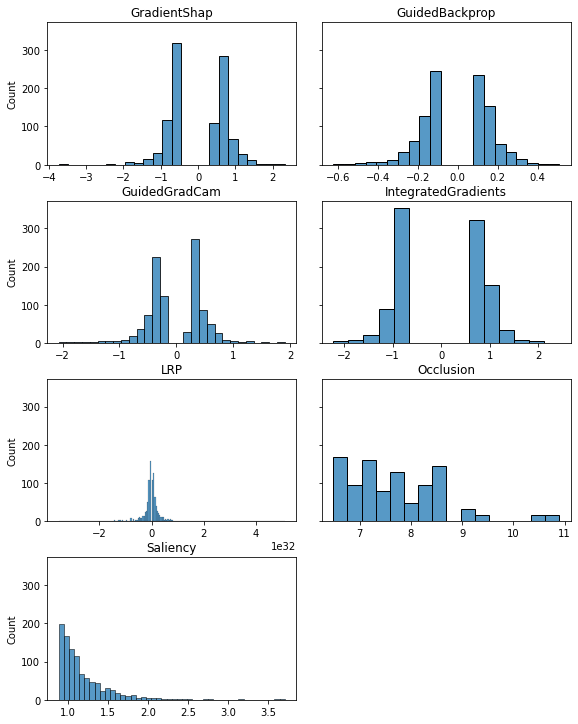 GradientShap
GuidedBackprop
Count
300
200
100
0
−4 −3 −2 −1 0 1 2
−0.6 −0.4 −0.2 0.0 0.2 0.4
GuidedGradCam
IntegratedGradients
Count
300
200
100
0
−2 −1 0 1 2
−2 −1 0 1 2
LRP
Occlusion
Count
300
200
100
0
−2 0 2 4
1e32
7 8 9 10 11
Saliency
Count
300
200
100
0
1.0 1.5 2.0 2.5 3.0 3.5